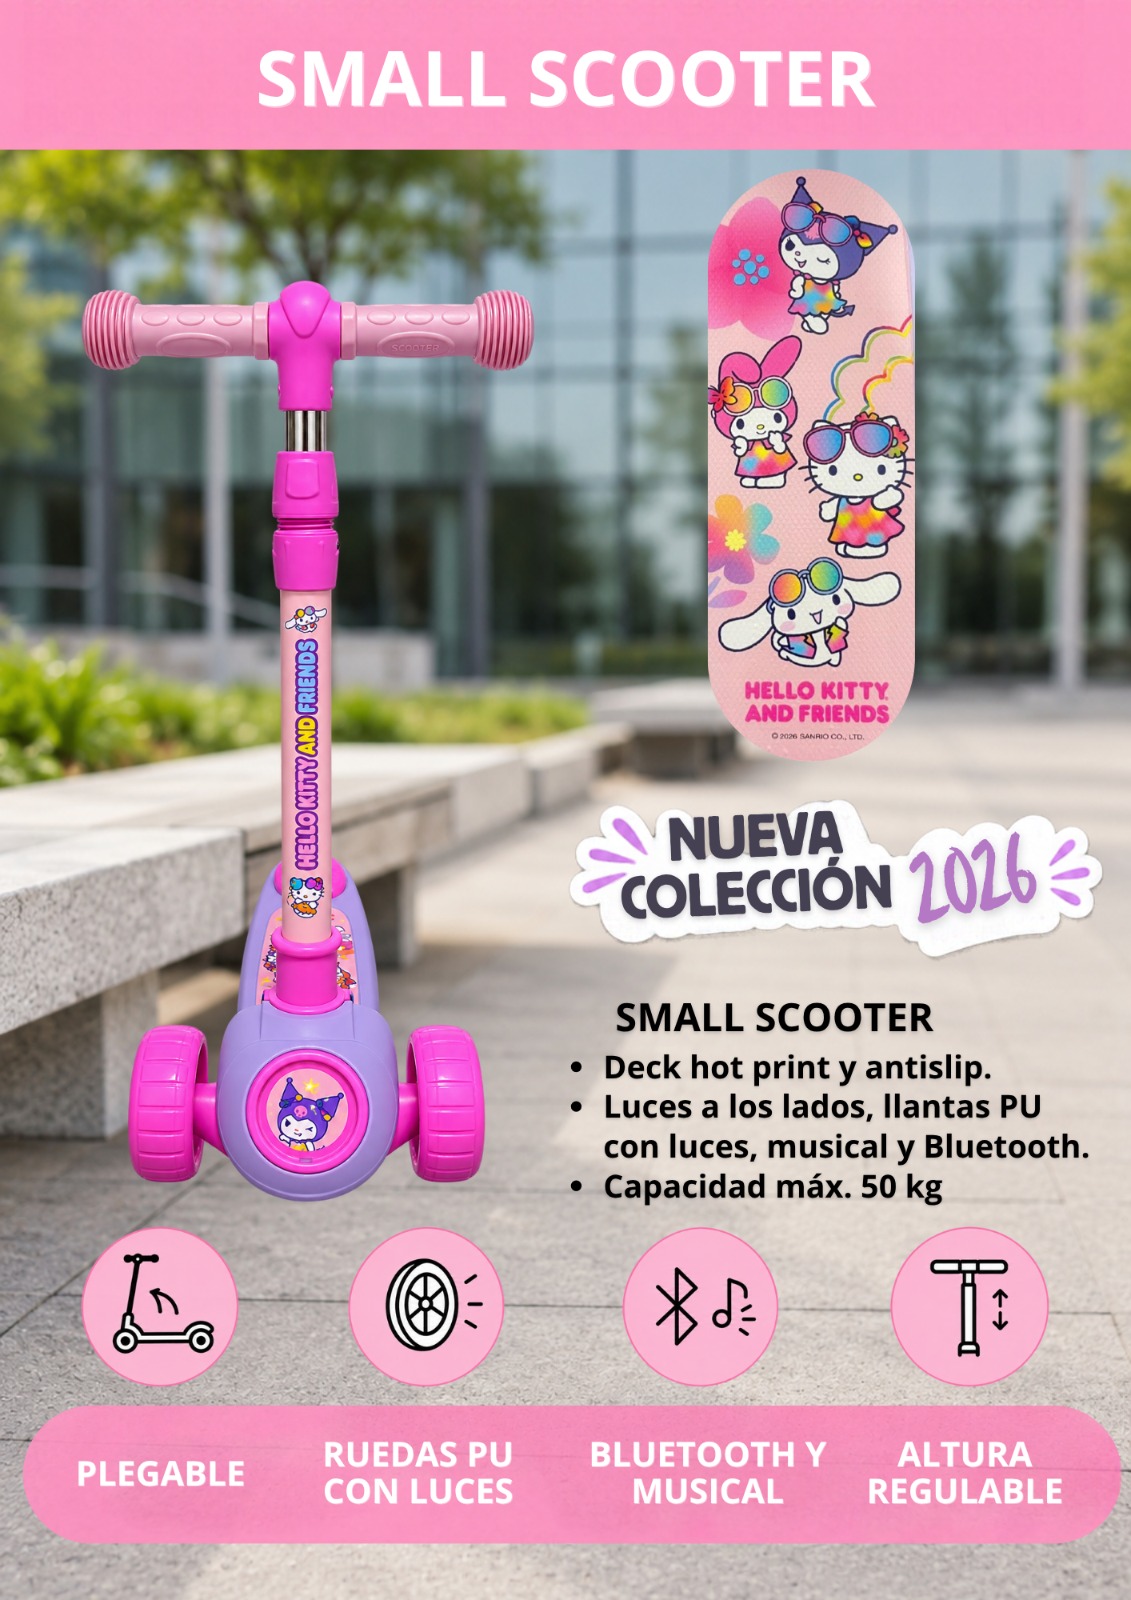 SMALL SCOOTER
SCOOTER
HELLO KITTY AND FRIENDS
HELLO KITTY
AND FRIENDS
© 2026 SANRIO CO., LTD.
NUEVA
COLECCIÓN 2026
SMALL SCOOTER
• Deck hot print y antislip.
• Luces a los lados, llantas PU
con luces, musical y Bluetooth.
• Capacidad máx. 50 kg
PLEGABLE
RUEDAS PU
CON LUCES
BLUETOOTH Y
MUSICAL
ALTURA
REGULABLE